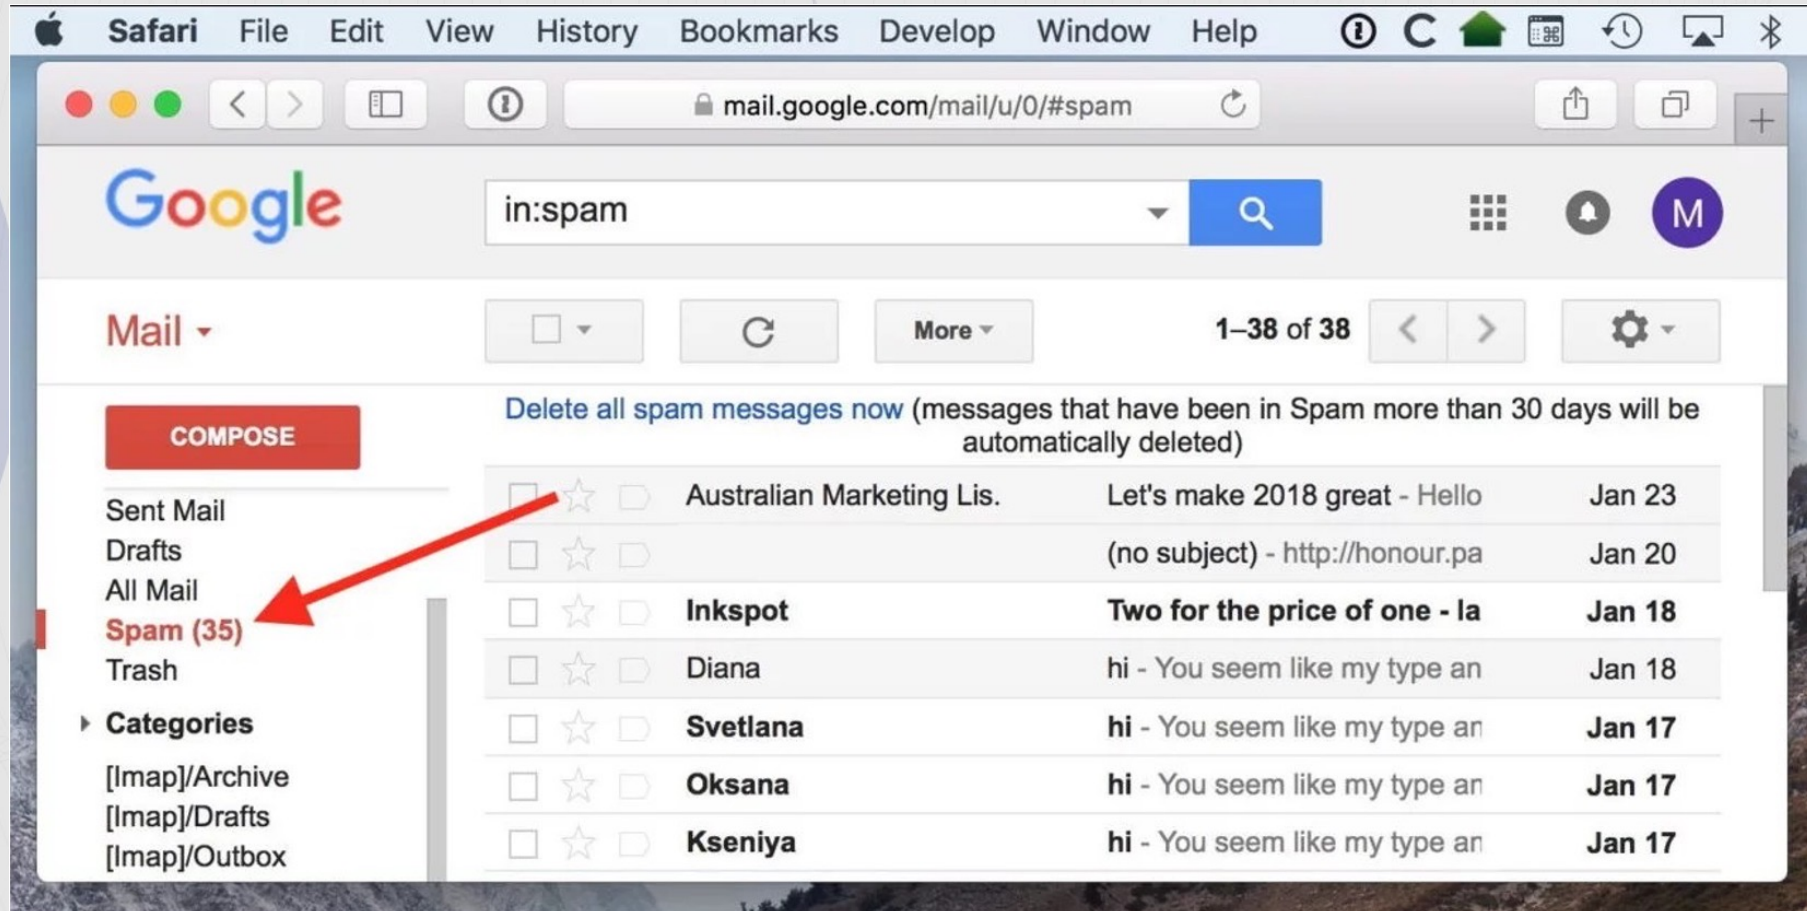 Safari File Edit View History Bookmarks Develop Window Help
mail.google.com/mail/u/0/#spam
Google
in:spam
M
Mail
More
1–38 of 38
Delete all spam messages now (messages that have been in Spam more than 30 days will be
automatically deleted)
COMPOSE
Sent Mail
Drafts
All Mail
Spam (35)
Trash
Categories
[Imap]/Archive
[Imap]/Drafts
[Imap]/Outbox
Australian Marketing Lis. Let's make 2018 great - Hello Jan 23
(no subject) - http://honour.pa Jan 20
Inkspot Two for the price of one - la Jan 18
Diana hi - You seem like my type an Jan 18
Svetlana hi - You seem like my type an Jan 17
Oksana hi - You seem like my type an Jan 17
Kseniya hi - You seem like my type an Jan 17